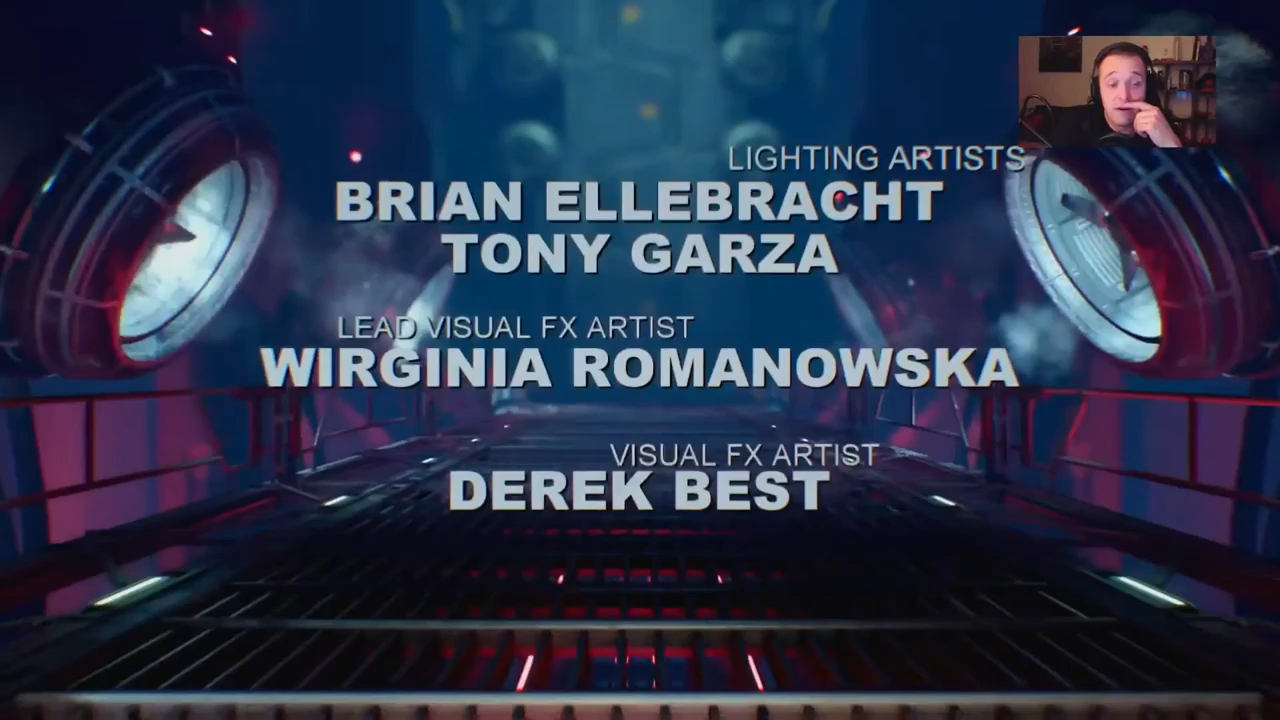 LIGHTING ARTISTS
BRIAN ELLEBRACHT
TONY GARZA
LEAD VISUAL FX ARTIST
WIRGINIA ROMANOWSKA
VISUAL FX ARTIST
DEREK BEST